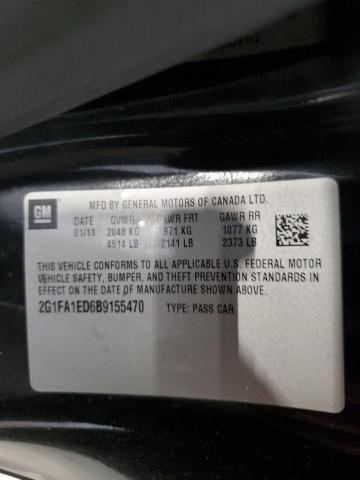 GM
MFD BY GENERAL MOTORS OF CANADA LTD.
DATE GVWR GAWR FRT GAWR RR
01/11 2048 KG 971 KG 1077 KG
4514 LB 2141 LB 2373 LB
THIS VEHICLE CONFORMS TO ALL APPLICABLE U.S. FEDERAL MOTOR
VEHICLE SAFETY, BUMPER, AND THEFT PREVENTION STANDARDS IN
EFFECT ON THE DATE OF MANUFACTURE SHOWN ABOVE.
2G1FA1ED6B9155470 TYPE: PASS CAR